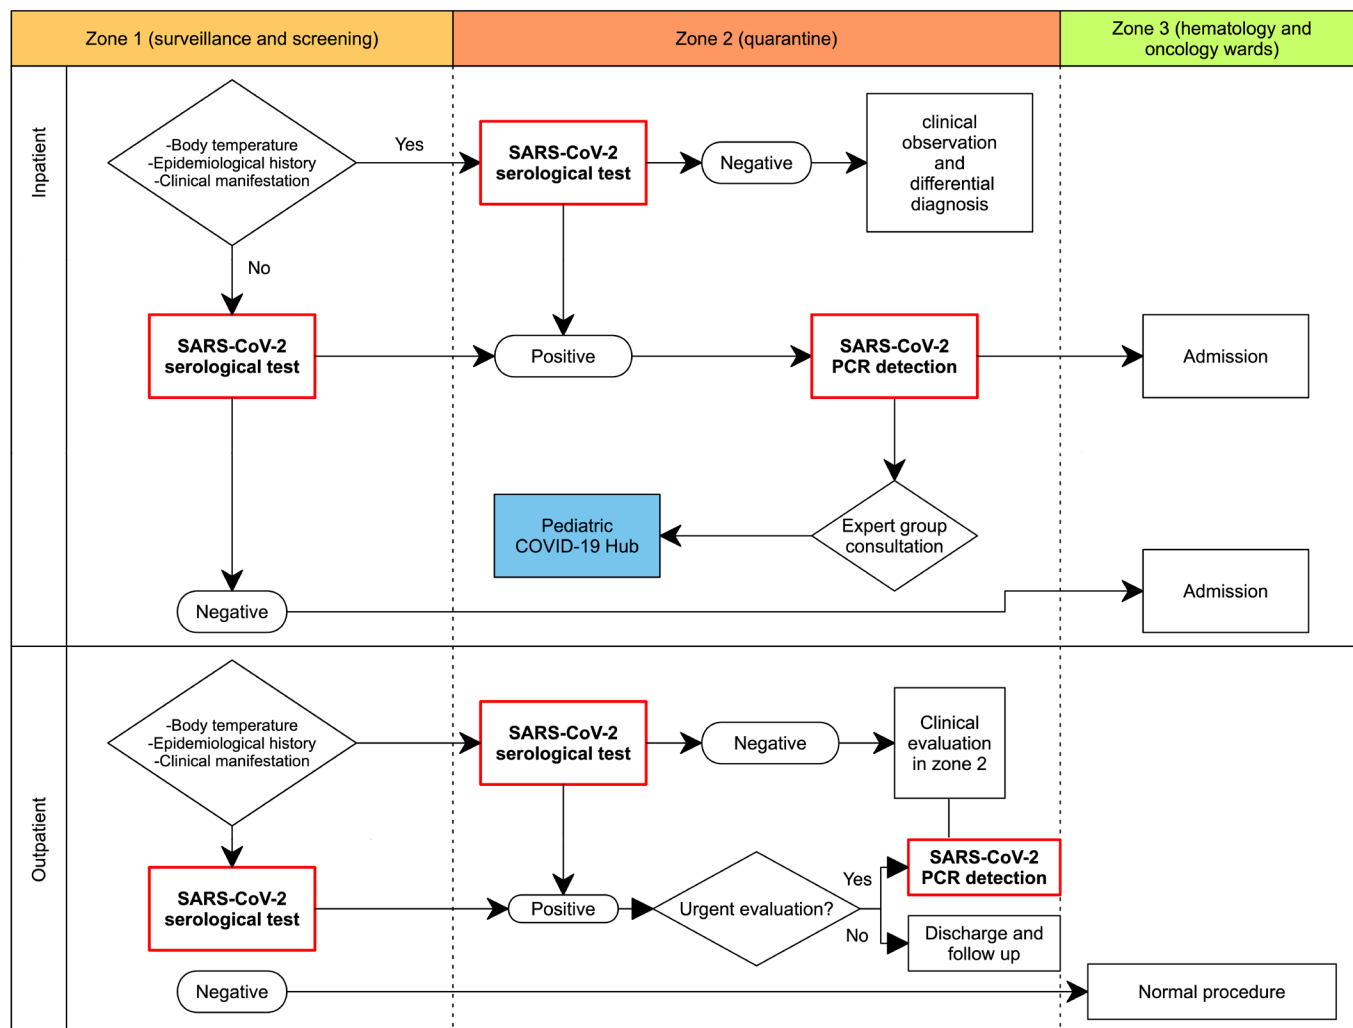 Zone 1 (surveillance and screening)
Zone 2 (quarantine)
Zone 3 (hematology and
oncology wards)
Inpatient
-Body temperature
-Epidemiological history
-Clinical manifestation
Yes
No
SARS-CoV-2
serological test
Negative
clinical
observation
and
differential
diagnosis
SARS-CoV-2
serological test
Positive
SARS-CoV-2
PCR detection
Admission
Pediatric
COVID-19 Hub
Expert group
consultation
Negative
Admission
Outpatient
-Body temperature
-Epidemiological history
-Clinical manifestation
SARS-CoV-2
serological test
Negative
Clinical
evaluation
in zone 2
SARS-CoV-2
serological test
Positive
Urgent evaluation?
Yes
No
SARS-CoV-2
PCR detection
Discharge and
follow up
Negative
Normal procedure